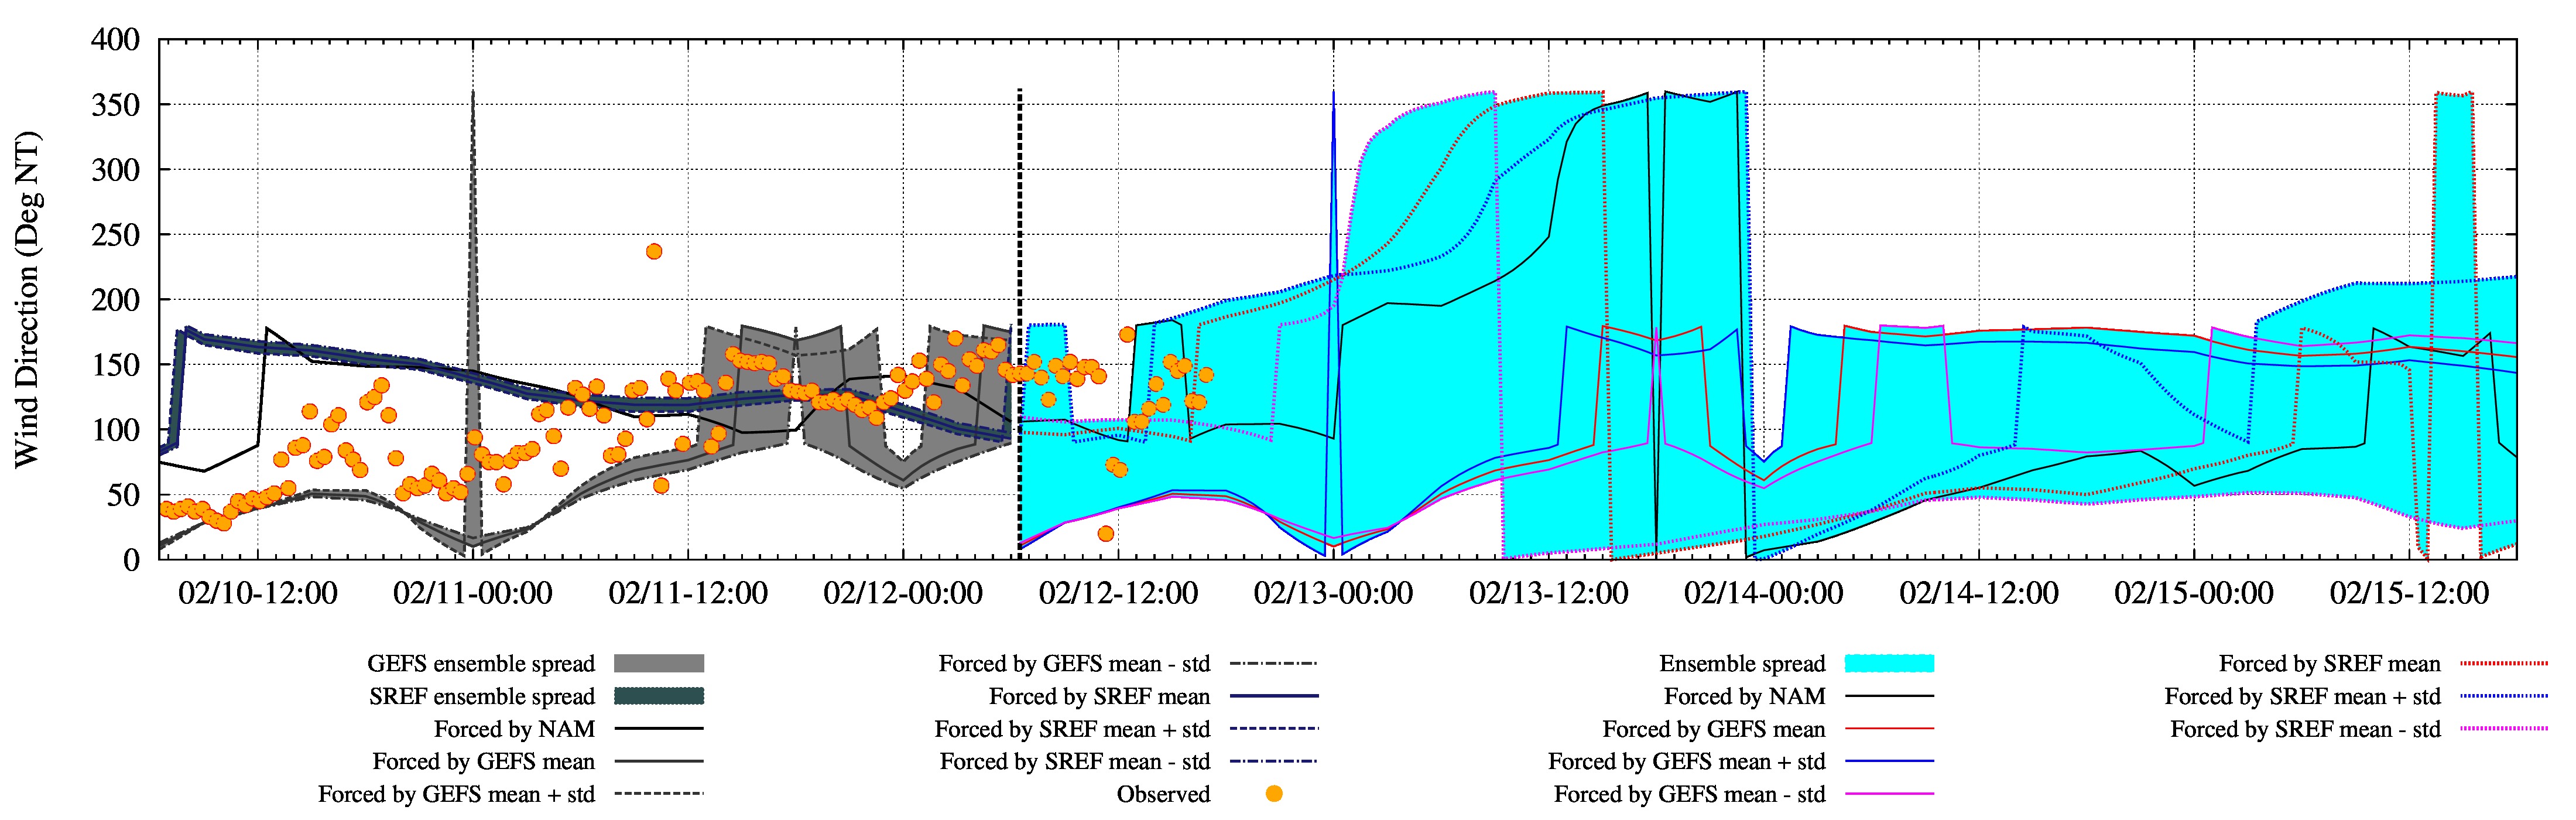 400
350
300
250
200
150
100
50
0
Wind Direction (Deg NT)
02/10-12:00 02/11-00:00 02/11-12:00 02/12-00:00 02/12-12:00 02/13-00:00 02/13-12:00 02/14-00:00 02/14-12:00 02/15-00:00 02/15-12:00
GEFS ensemble spread
SREF ensemble spread
Forced by NAM
Forced by GEFS mean
Forced by GEFS mean + std
Forced by GEFS mean - std
Forced by SREF mean
Forced by SREF mean + std
Forced by SREF mean - std
Observed
Ensemble spread
Forced by NAM
Forced by GEFS mean
Forced by GEFS mean + std
Forced by GEFS mean - std
Forced by SREF mean
Forced by SREF mean + std
Forced by SREF mean - std